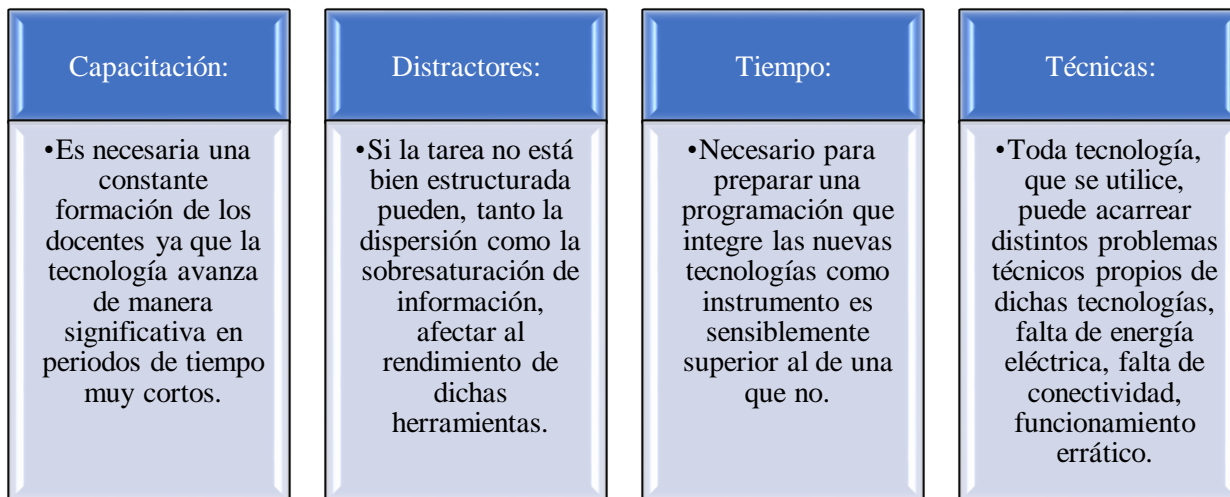 Capacitación:
•Es necesaria una
constante
formación de los
docentes ya que la
tecnología avanza
de manera
significativa en
periodos de tiempo
muy cortos.
Distractores:
•Si la tarea no está
bien estructurada
pueden, tanto la
dispersión como la
sobresaturación de
información,
afectar al
rendimiento de
dichas
herramientas.
Tiempo:
•Necesario para
preparar una
programación que
integre las nuevas
tecnologías como
instrumento es
sensiblemente
superior al de una
que no.
Técnicas:
•Toda tecnología,
que se utilice,
puede acarrear
distintos problemas
técnicos propios de
dichas tecnologías,
falta de energía
eléctrica, falta de
conectividad,
funcionamiento
errático.